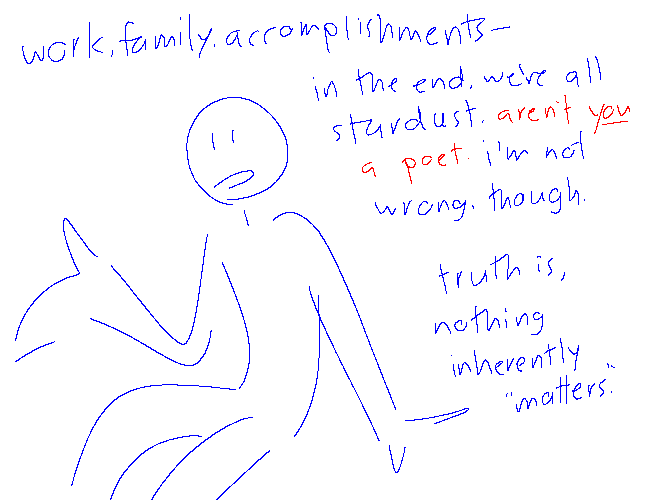 work, family, accomplishments—
in the end, we're all
stardust. aren't you
a poet. i'm not
wrong, though.
truth is,
nothing
inherently
"matters."